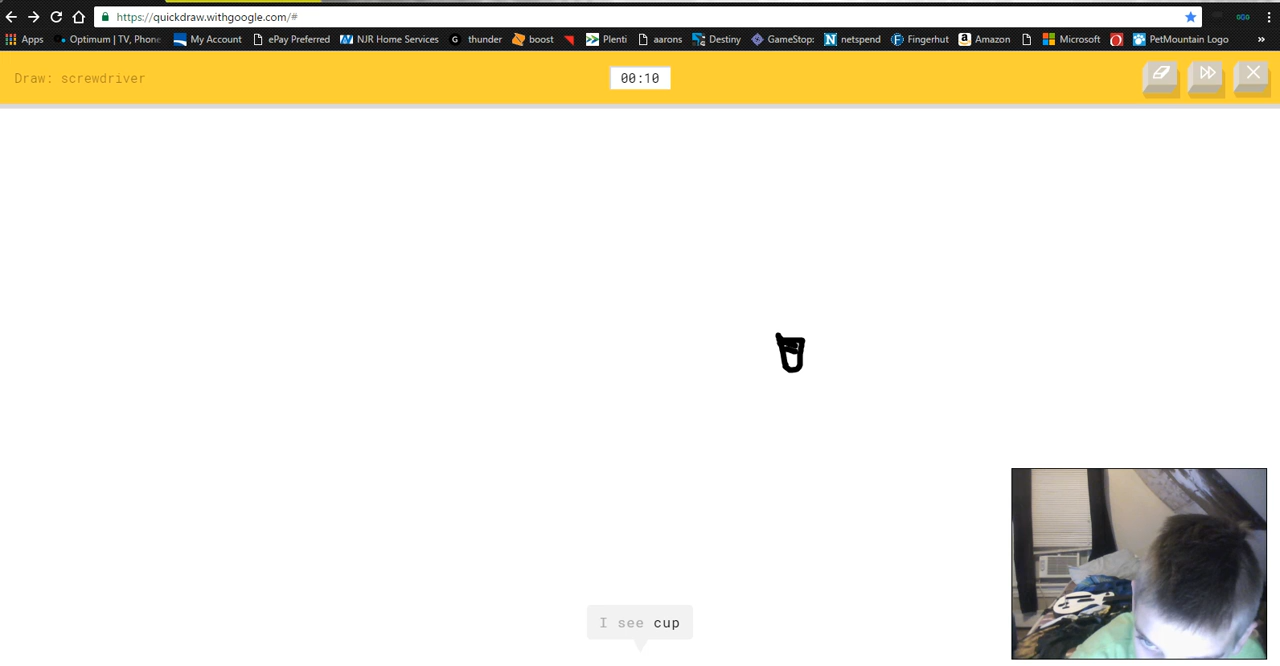 https://quickdraw.withgoogle.com/#
Apps Optimum | TV, Phone My Account ePay Preferred NJR Home Services G thunder boost Plenti aarons Destiny GameStop: N netspend F Fingerhut a Amazon Microsoft PetMountain Logo »
Draw: screwdriver 00:10
I see cup